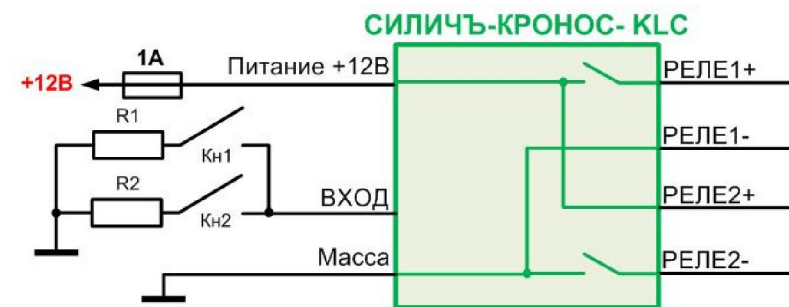 СИЛИЧЪ-КРОНОС- KLC
1А
Питание +12В
+12В
РЕЛЕ1+
R1
Кн1
РЕЛЕ1-
R2
Кн2
ВХОД
РЕЛЕ2+
Масса
РЕЛЕ2-